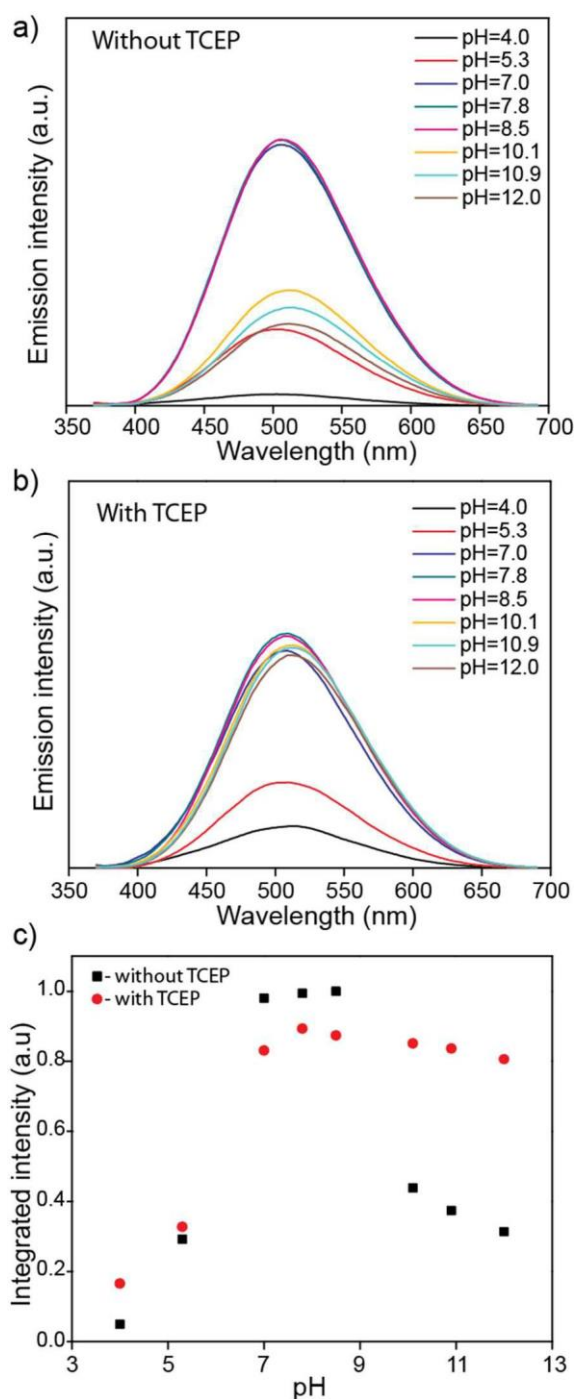 a)
Without TCEP
pH=4.0
pH=5.3
pH=7.0
pH=7.8
pH=8.5
pH=10.1
pH=10.9
pH=12.0
Emission intensity (a.u.)
350 400 450 500 550 600 650 700
Wavelength (nm)
b)
With TCEP
pH=4.0
pH=5.3
pH=7.0
pH=7.8
pH=8.5
pH=10.1
pH=10.9
pH=12.0
Emission intensity (a.u.)
350 400 450 500 550 600 650 700
Wavelength (nm)
c)
- without TCEP
- with TCEP
Integrated intensity (a.u)
1.0
0.8
0.6
0.4
0.2
0.0
3 5 7 9 11 13
pH